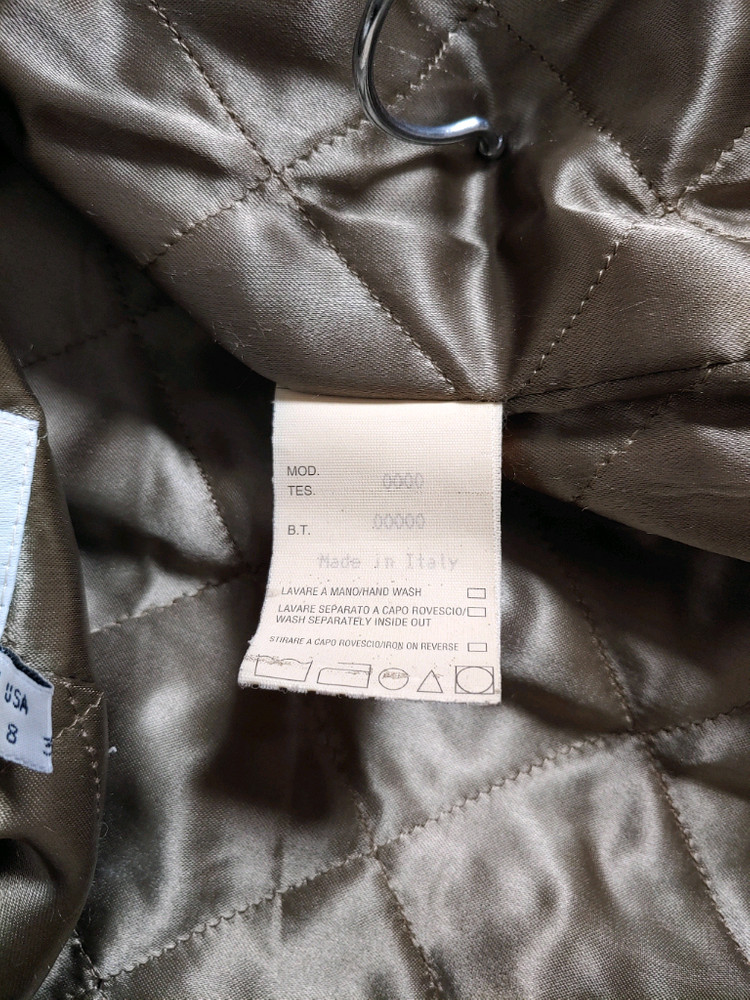 MOD.
TES. 0000
B.T. 00000
Made in Italy
LAVARE A MANO/HAND WASH
LAVARE SEPARATO A CAPO ROVESCIO/
WASH SEPARATELY INSIDE OUT
STIRARE A CAPO ROVESCIO/IRON ON REVERSE
USA
8